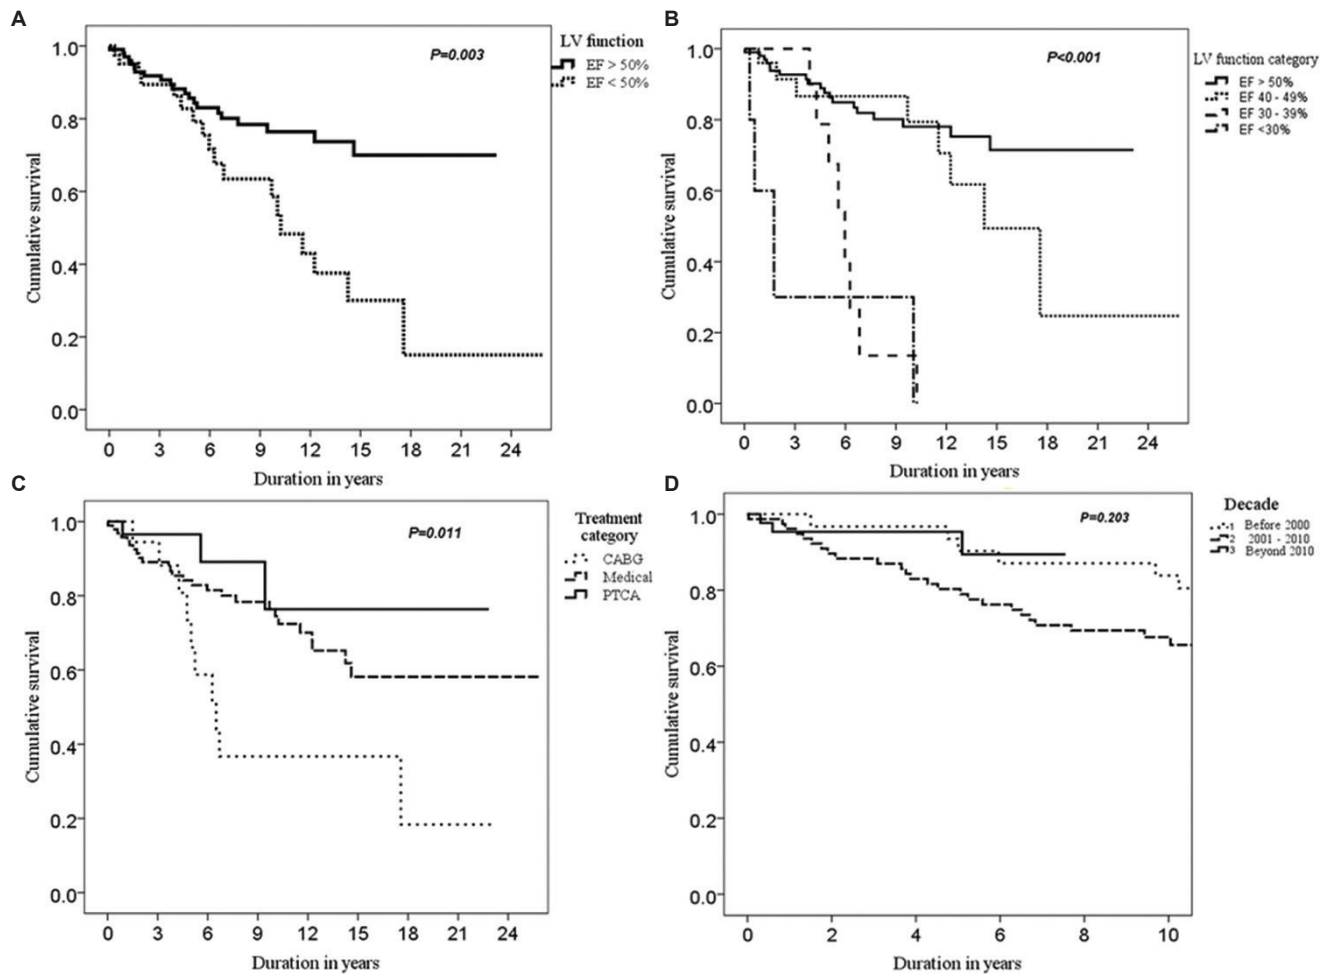 A
P=0.003
LV function
EF > 50%
EF < 50%
1.0
0.8
0.6
0.4
0.2
0.0
Cumulative survival
0 3 6 9 12 15 18 21 24
Duration in years
B
P<0.001
LV function category
EF > 50%
EF 40 - 49%
EF 30 - 39%
EF <30%
1.0
0.8
0.6
0.4
0.2
0.0
Cumulative survival
0 3 6 9 12 15 18 21 24
Duration in years
C
P=0.011
Treatment
category
CABG
Medical
PTCA
1.0
0.8
0.6
0.4
0.2
0.0
Cumulative survival
0 3 6 9 12 15 18 21 24
Duration in years
D
P=0.203
Decade
1 Before 2000
2 2001 - 2010
3 Beyond 2010
1.0
0.8
0.6
0.4
0.2
0.0
Cumulative survival
0 2 4 6 8 10
Duration in years